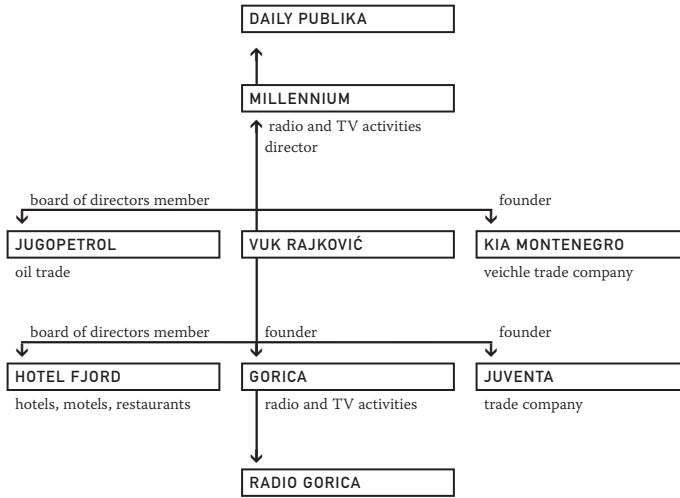 DAILY PUBLIKA
MILLENNIUM
radio and TV activities
director
board of directors member
founder
JUGOPETROL
VUK RAJKOVIĆ
KIA MONTENEGRO
oil trade
veichle trade company
board of directors member
founder
founder
HOTEL FJORD
GORICA
JUVENTA
hotels, motels, restaurants
radio and TV activities
trade company
RADIO GORICA